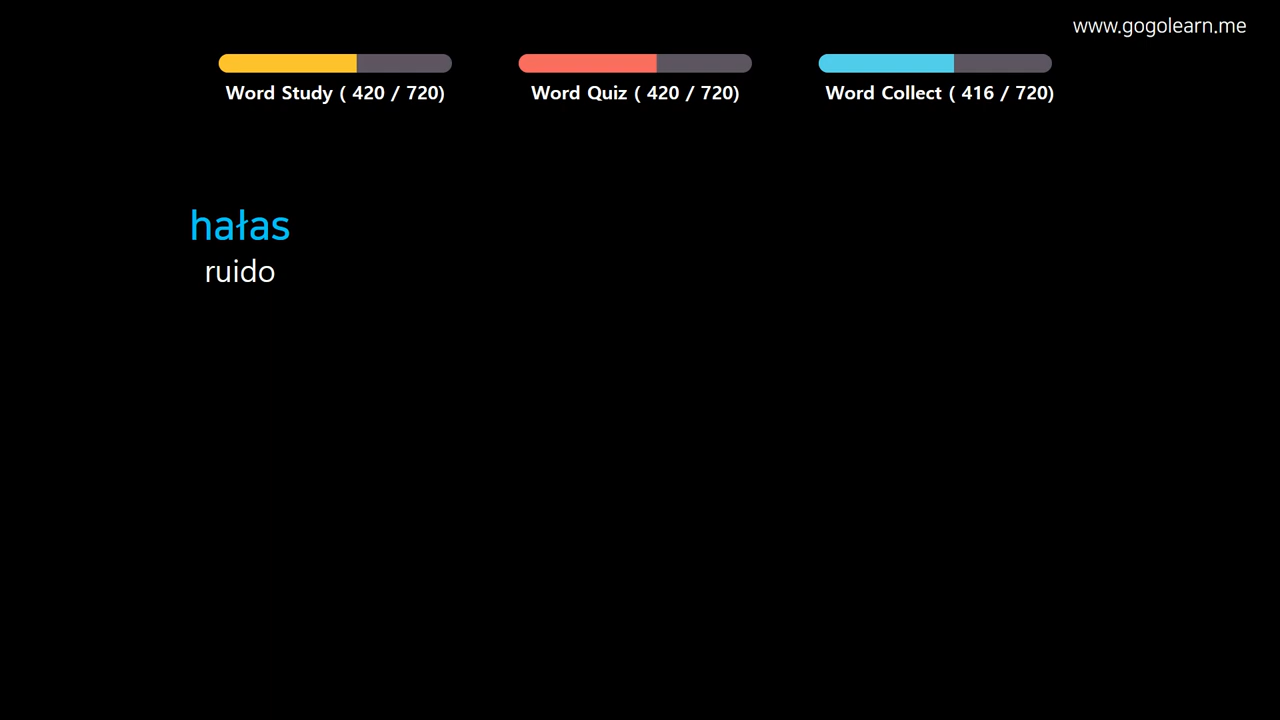 www.gogolearn.me
Word Study ( 420 / 720)
Word Quiz ( 420 / 720)
Word Collect ( 416 / 720)
hałas
ruido